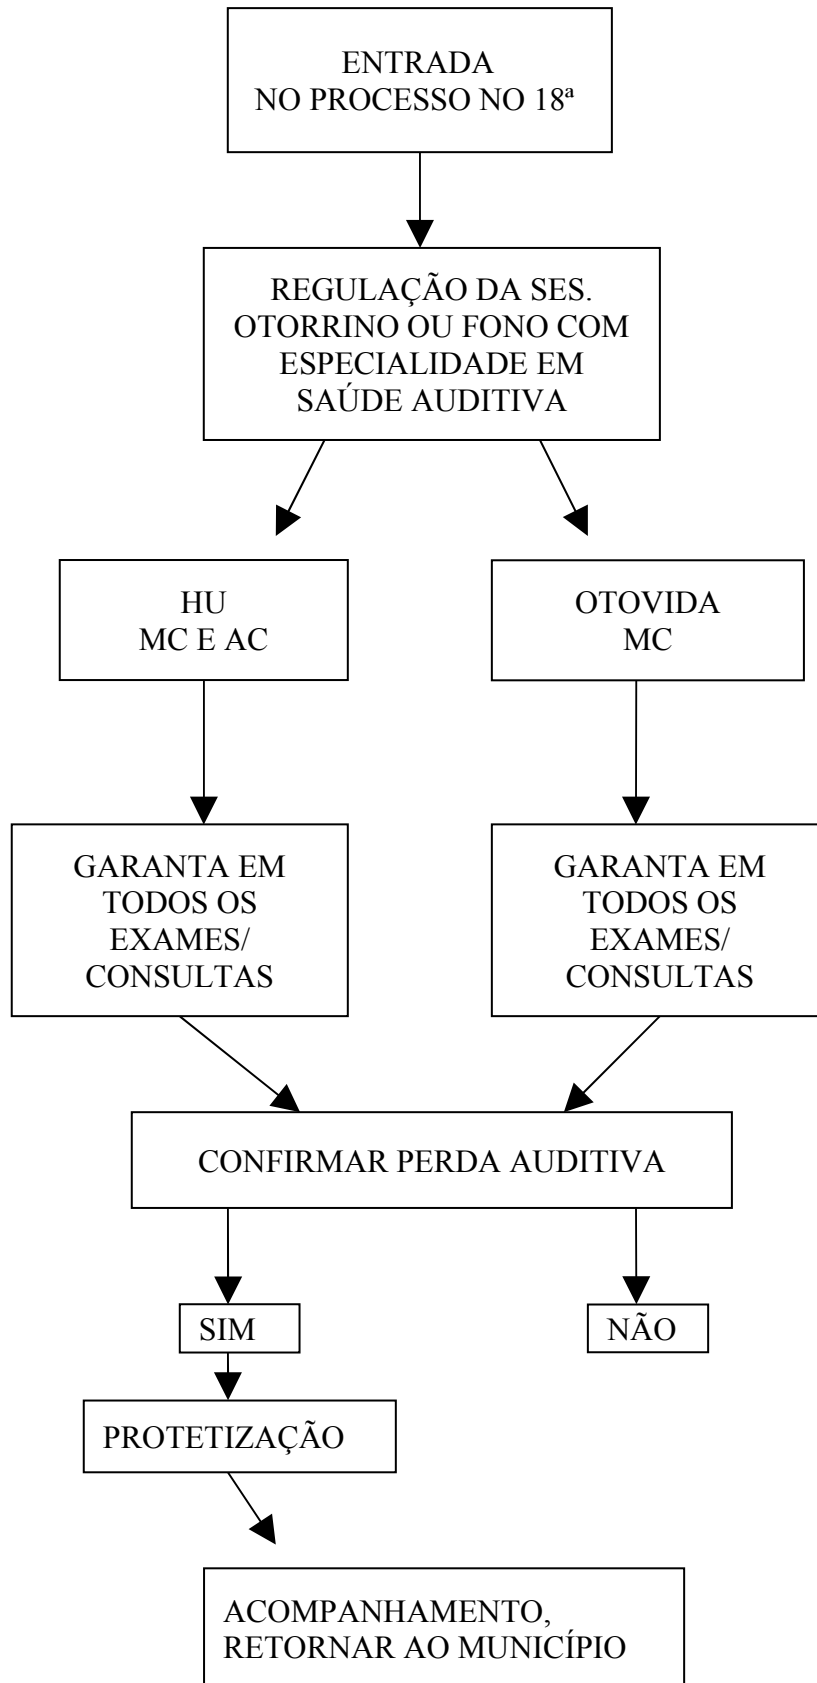 ENTRADA
NO PROCESSO NO 18ª
REGULAÇÃO DA SES.
OTORRINO OU FONO COM
ESPECIALIDADE EM
SAÚDE AUDITIVA
HU
MC E AC
OTOVIDA
MC
GARANTA EM
TODOS OS
EXAMES/
CONSULTAS
GARANTA EM
TODOS OS
EXAMES/
CONSULTAS
CONFIRMAR PERDA AUDITIVA
SIM
NÃO
PROTETIZAÇÃO
ACOMPANHAMENTO,
RETORNAR AO MUNICÍPIO